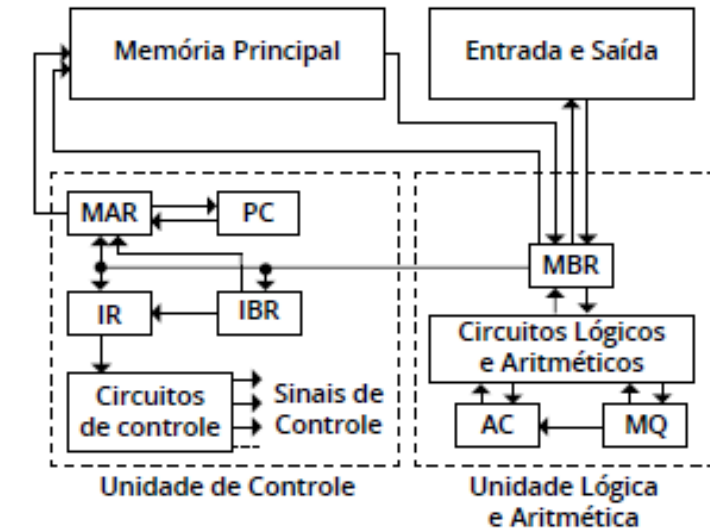 Memória Principal
Entrada e Saída
MAR
PC
MBR
IR
IBR
Circuitos Lógicos
e Aritméticos
Circuitos
de controle
Sinais de
Controle
AC
MQ
Unidade de Controle
Unidade Lógica
e Aritmética